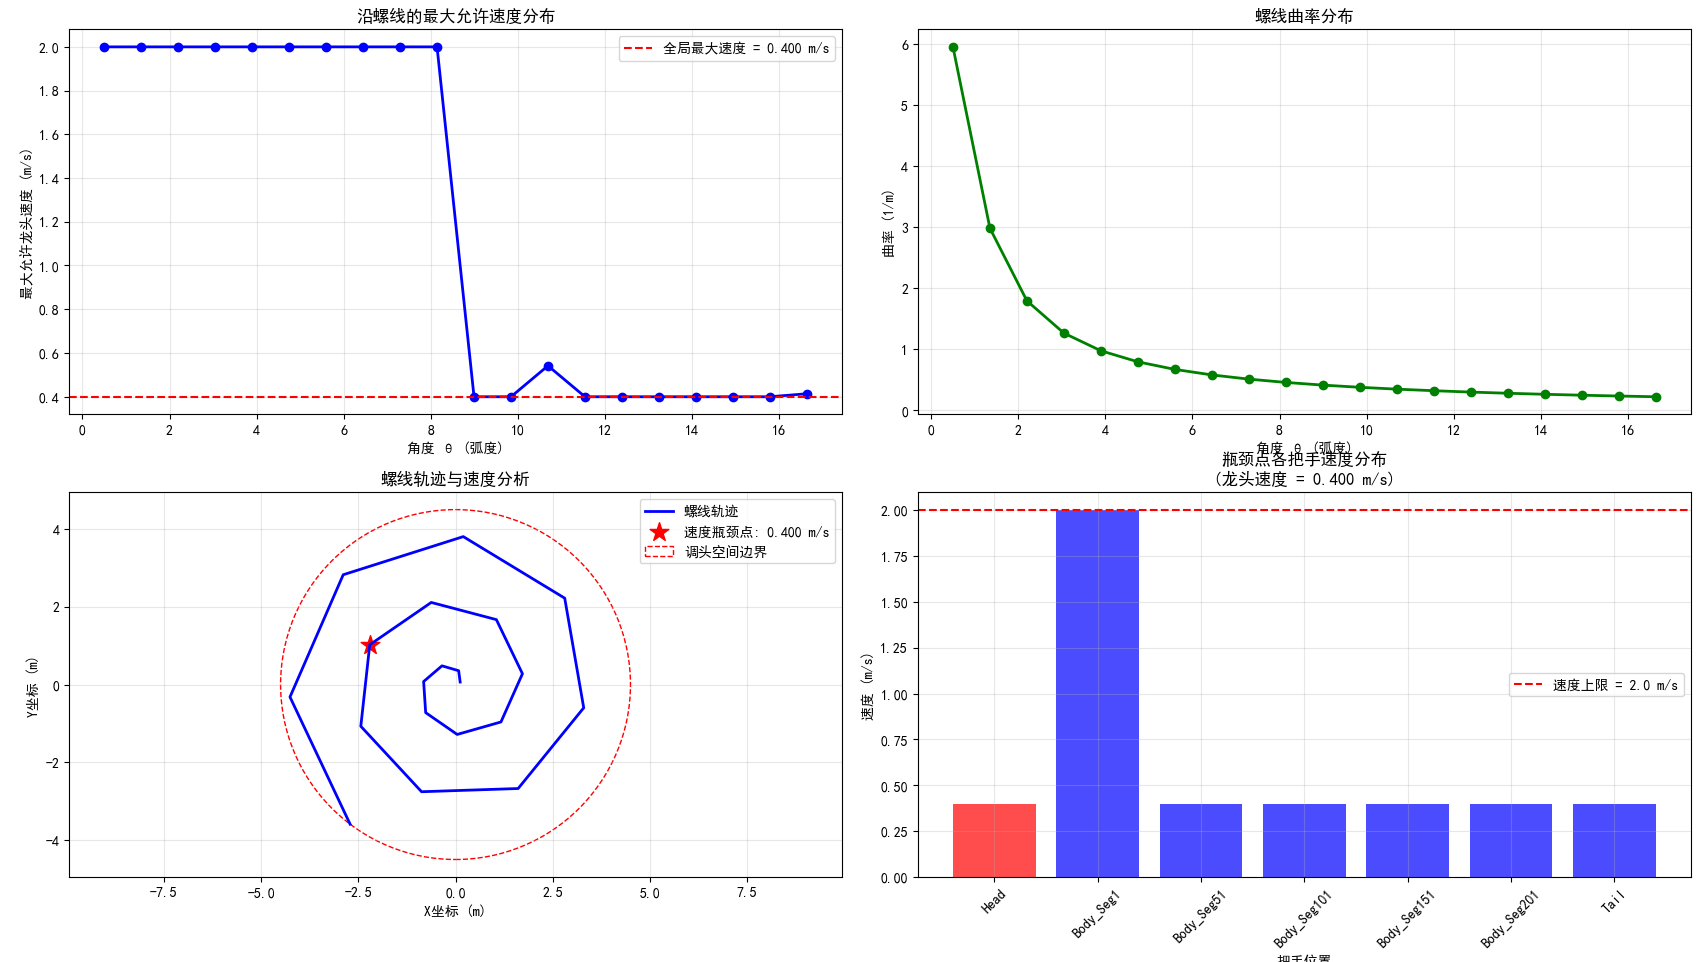 沿螺线的最大允许速度分布
最大允许龙头速度 (m/s)
2.0
1.8
1.6
1.4
1.2
1.0
0.8
0.6
0.4
全局最大速度 = 0.400 m/s
0 2 4 6 8 10 12 14 16
角度 θ (弧度)
螺线曲率分布
曲率 (1/m)
6
5
4
3
2
1
0
0 2 4 6 8 10 12 14 16
角度 θ (弧度)
螺线轨迹与速度分析
Y坐标 (m)
4
2
0
−2
−4
螺线轨迹
速度瓶颈点: 0.400 m/s
调头空间边界
−7.5 −5.0 −2.5 0.0 2.5 5.0 7.5
X坐标 (m)
瓶颈点各把手速度分布
(龙头速度 = 0.400 m/s)
速度 (m/s)
2.00
1.75
1.50
1.25
1.00
0.75
0.50
0.25
0.00
速度上限 = 2.0 m/s
Head Body_Seg1 Body_Seg51 Body_Seg101 Body_Seg151 Body_Seg201 Tail
把手位置